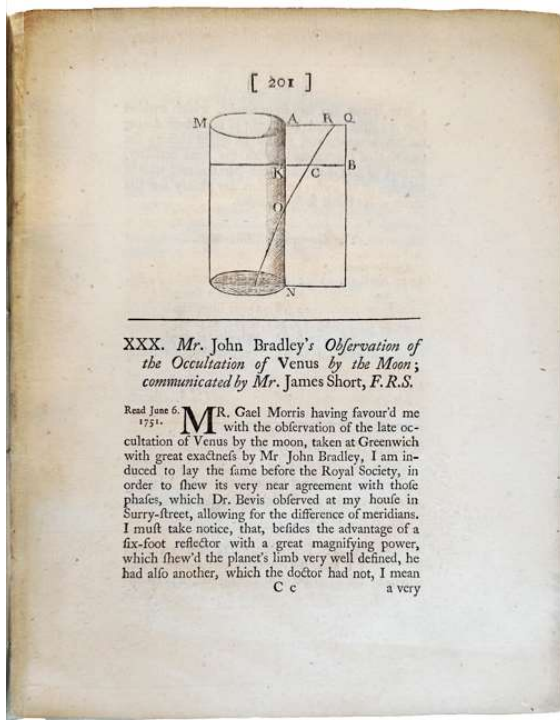 [ 201 ]
M A R Q
K C B
O
N
XXX. Mr. John Bradley's Obſervation of
the Occultation of Venus by the Moon;
communicated by Mr. James Short, F.R.S.
Read June 6. MR. Gael Morris having favour'd me
1751. with the obſervation of the late oc-
cultation of Venus by the moon, taken at Greenwich
with great exactneſs by Mr John Bradley, I am in-
duced to lay the ſame before the Royal Society, in
order to ſhew its very near agreement with thoſe
phaſes, which Dr. Bevis obſerved at my houſe in
Surry-ſtreet, allowing for the difference of meridians.
I muſt take notice, that, beſides the advantage of a
ſix-foot reflector with a great magnifying power,
which ſhew'd the planet's limb very well defined, he
had alſo another, which the doctor had not, I mean
C c a very